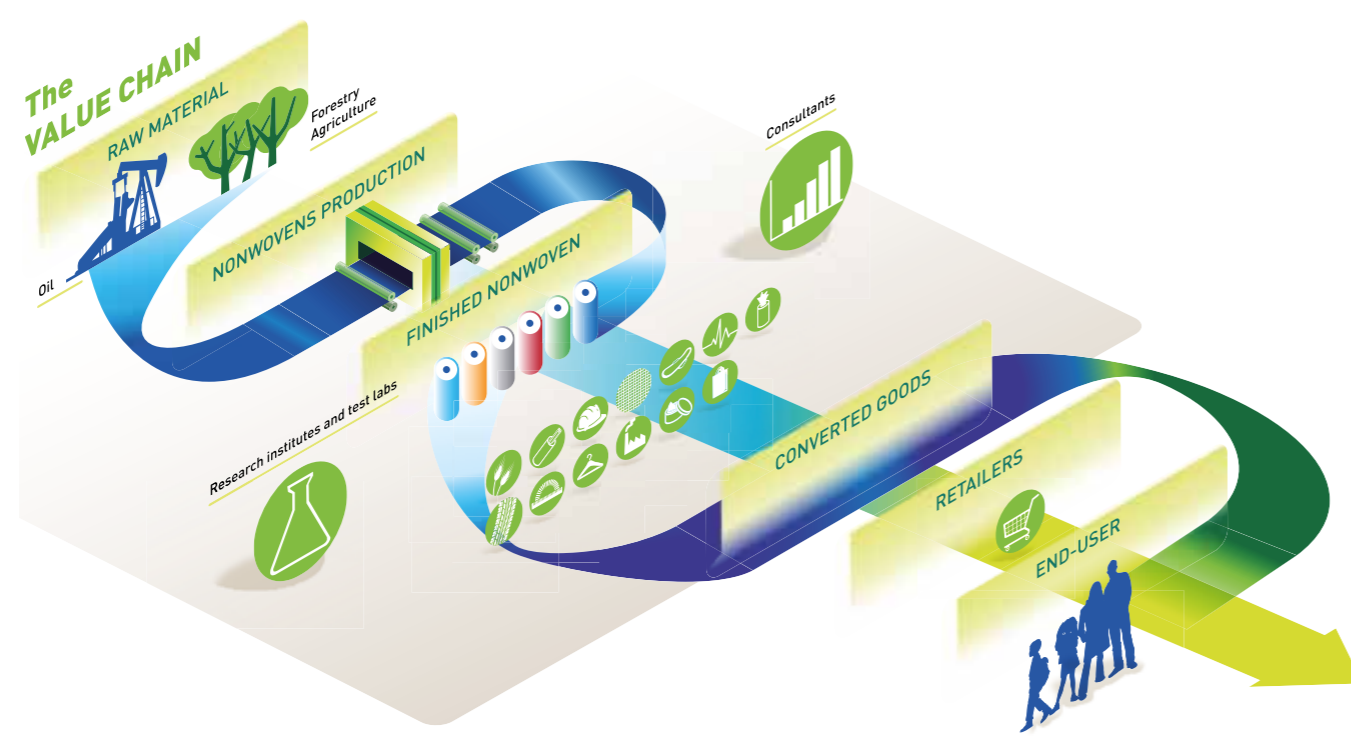 The
VALUE CHAIN
RAW MATERIAL
Forestry
Agriculture
Oil
NONWOVENS PRODUCTION
FINISHED NONWOVEN
Consultants
Research institutes and test labs
CONVERTED GOODS
RETAILERS
END-USER